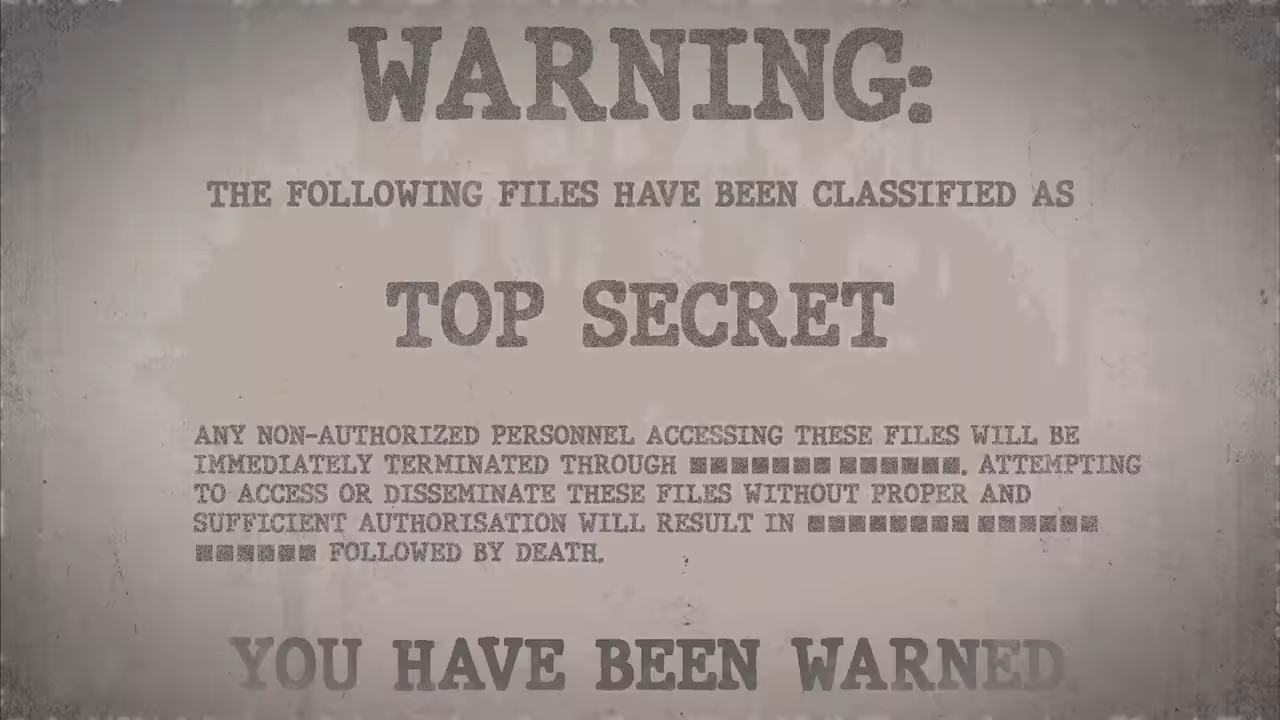 WARNING:
THE FOLLOWING FILES HAVE BEEN CLASSIFIED AS
TOP SECRET
ANY NON-AUTHORIZED PERSONNEL ACCESSING THESE FILES WILL BE
IMMEDIATELY TERMINATED THROUGH ■■■■■■■ ■■■■■■. ATTEMPTING
TO ACCESS OR DISSEMINATE THESE FILES WITHOUT PROPER AND
SUFFICIENT AUTHORISATION WILL RESULT IN ■■■■■■■■ ■■■■■■
■■■■■■ FOLLOWED BY DEATH.
YOU HAVE BEEN WARNED.